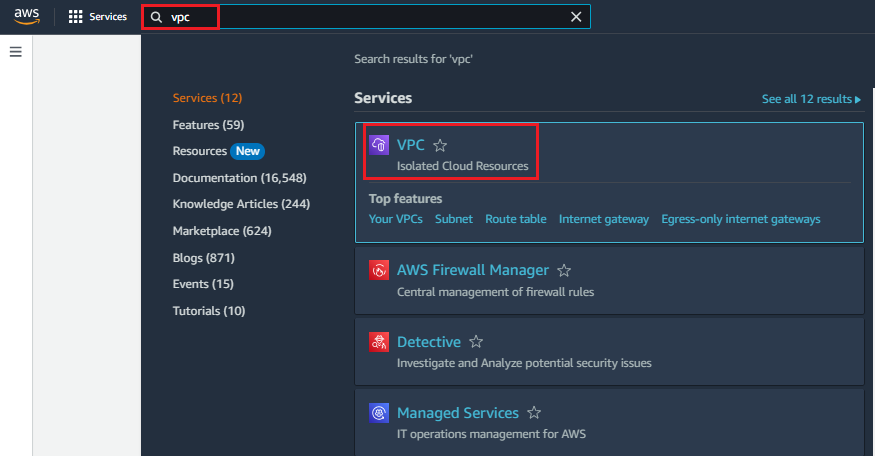 aws
Services
vpc
Search results for 'vpc'
Services (12)
Features (59)
Resources New
Documentation (16,548)
Knowledge Articles (244)
Marketplace (624)
Blogs (871)
Events (15)
Tutorials (10)
Services
See all 12 results
VPC
Isolated Cloud Resources
Top features
Your VPCs Subnet Route table Internet gateway Egress-only internet gateways
AWS Firewall Manager
Central management of firewall rules
Detective
Investigate and Analyze potential security issues
Managed Services
IT operations management for AWS